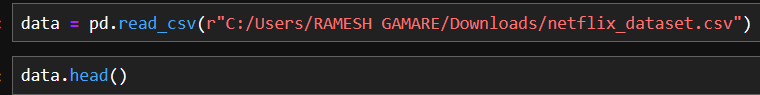 data = pd.read_csv(r"C:/Users/RAMESH GAMARE/Downloads/netflix_dataset.csv")
data.head()